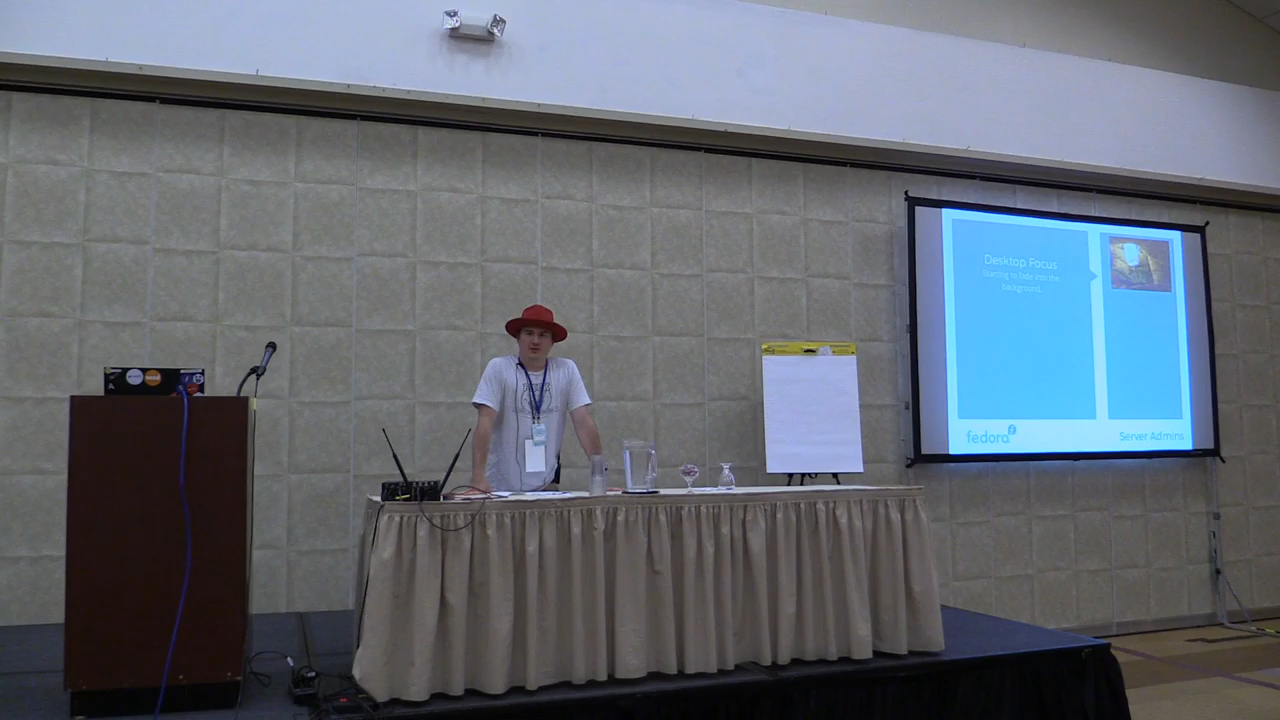 Desktop Focus
Starting to fade into the
background.
fedora
Server Admins